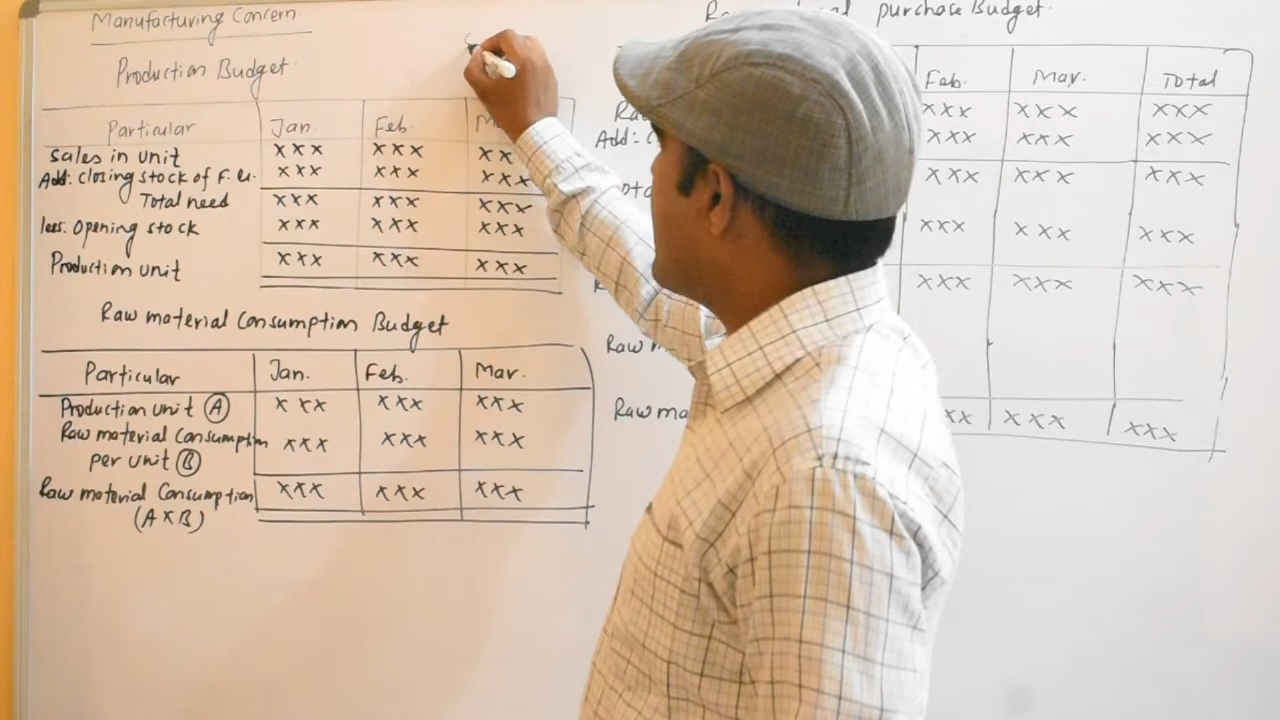 Manufacturing Concern.
Production Budget
Particular Jan. Feb.
Sales in unit xxx xxx xx
Add: Closing stock of F. G. xxx xxx xxx
Total need xxx xxx xxx
less: Opening stock xxx xxx xxx
Production unit xxx xxx xxx
Raw material Consumption Budget
Particular Jan. Feb. Mar.
Production unit (A) xxx xxx xxx
Raw material Consumption xxx xxx xxx
per unit (B)
Raw material Consumption xxx xxx xxx
(A x B)
purchase Budget.
Feb. Mar. Total
xxx xxx xxx
Add: xxx xxx xxx
xxx xxx xxx
xxx xxx xxx
xxx xxx xxx
Raw
Raw ma
xx xxx xxx